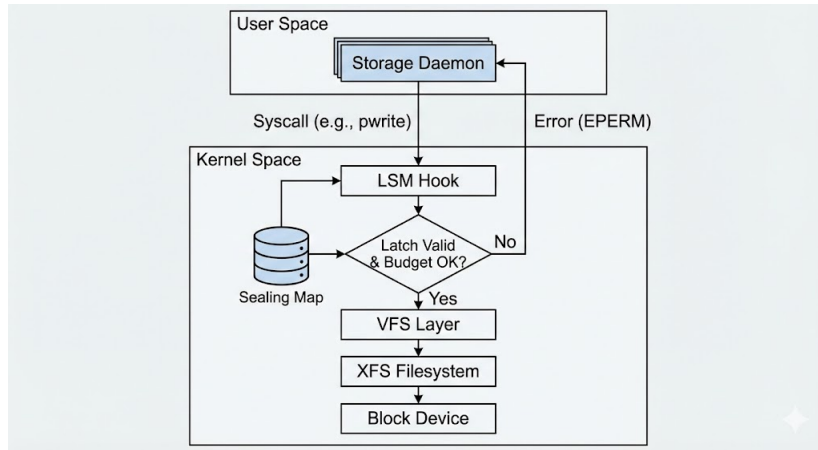 User Space
Storage Daemon
Syscall (e.g., pwrite)
Error (EPERM)
Kernel Space
LSM Hook
Latch Valid
& Budget OK?
No
Sealing Map
Yes
VFS Layer
XFS Filesystem
Block Device